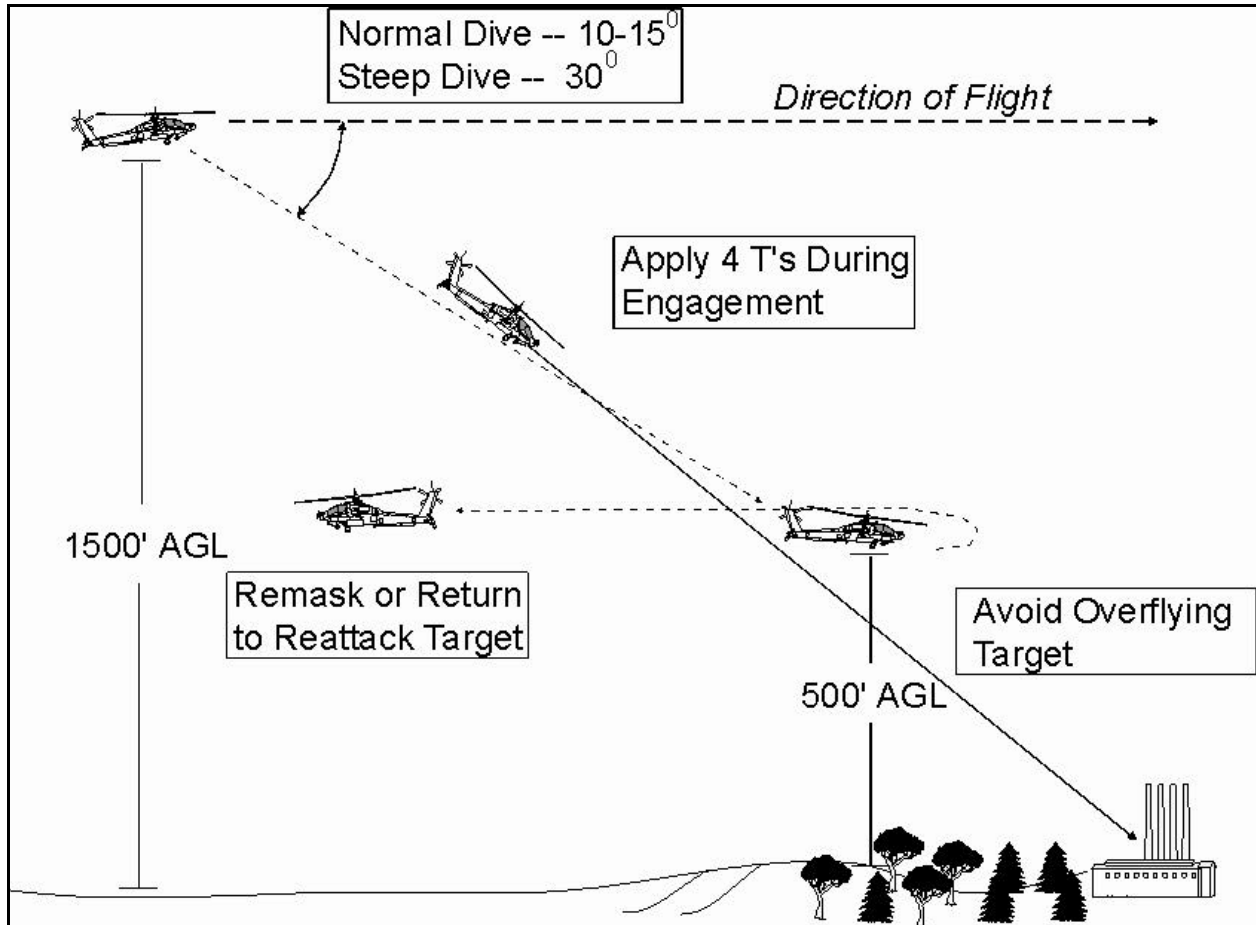 Normal Dive -- 10-15⁰
Steep Dive -- 30⁰
Direction of Flight
Apply 4 T's During
Engagement
1500' AGL
Remask or Return
to Reattack Target
Avoid Overflying
Target
500' AGL